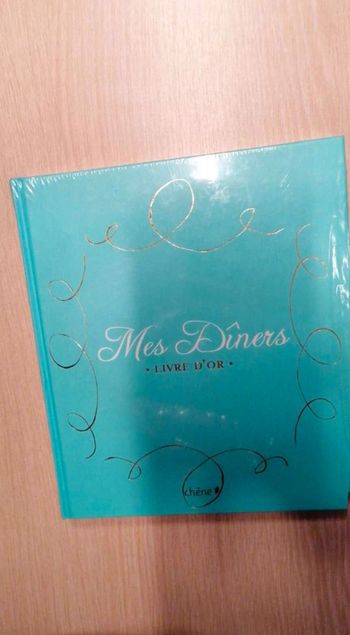 Mes Dîners
• LIVRE D'OR •
chêne